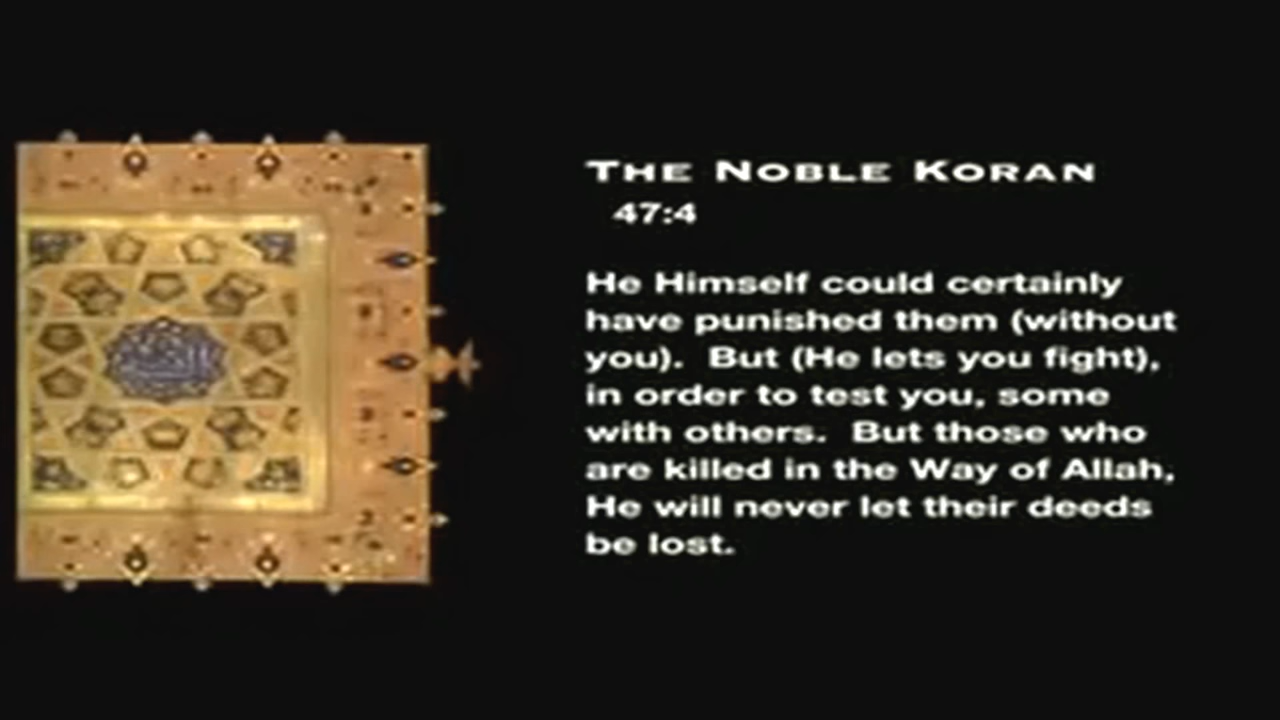 THE NOBLE KORAN
47:4
He Himself could certainly
have punished them (without
you). But (He lets you fight),
in order to test you, some
with others. But those who
are killed in the Way of Allah,
He will never let their deeds
be lost.